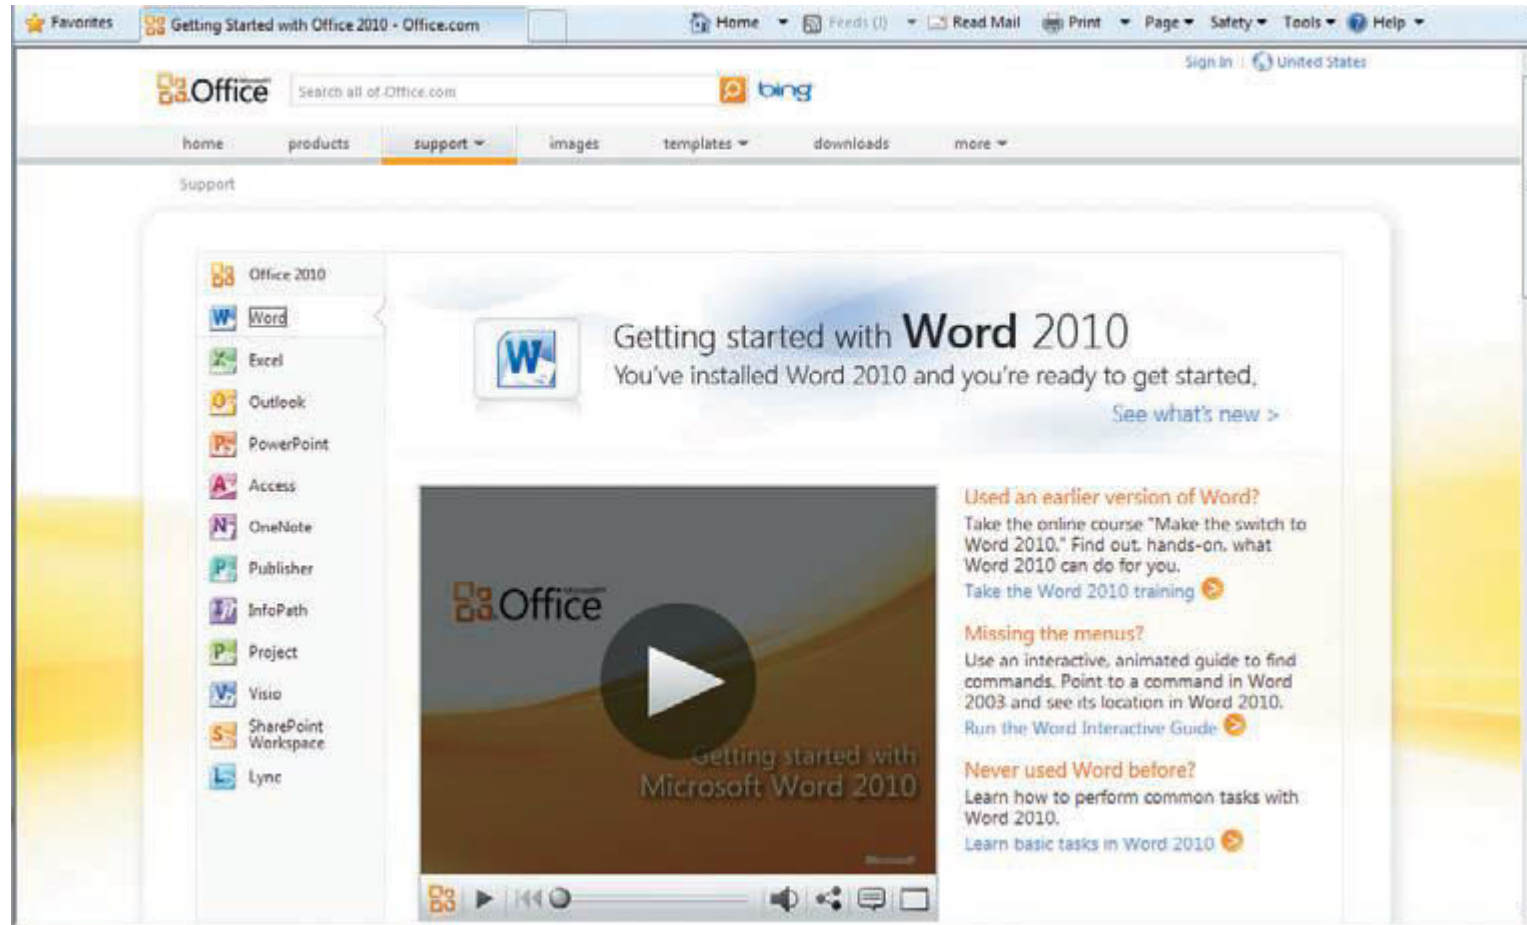 Favorites
Getting Started with Office 2010 - Office.com
Home
Feeds (J)
Read Mail
Print
Page
Safety
Tools
Help
Sign In
United States
Microsoft
Office
Search all of Office.com
bing
home
products
support
images
templates
downloads
more
Support
Office 2010
Word
Excel
Outlook
PowerPoint
Access
OneNote
Publisher
InfoPath
Project
Visio
SharePoint
Workspace
Lync
Getting started with Word 2010
You've installed Word 2010 and you're ready to get started.
See what's new >
Microsoft
Office
Getting started with
Microsoft Word 2010
Microsoft
Used an earlier version of Word?
Take the online course "Make the switch to
Word 2010." Find out, hands-on, what
Word 2010 can do for you.
Take the Word 2010 training
Missing the menus?
Use an interactive, animated guide to find
commands. Point to a command in Word
2003 and see its location in Word 2010.
Run the Word Interactive Guide
Never used Word before?
Learn how to perform common tasks with
Word 2010.
Learn basic tasks in Word 2010